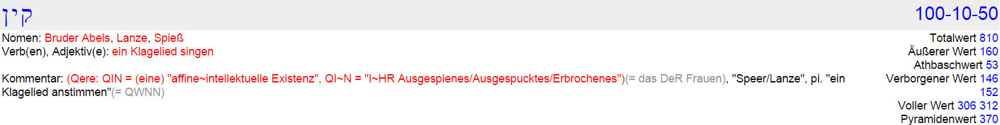 קין 100-10-50
Nomen: Bruder Abels, Lanze, Spieß
Verb(en), Adjektiv(e): ein Klagelied singen
Kommentar: (Qere: QIN = (eine) "affine~intellektuelle Existenz", QI~N = "I~HR Ausgespienes/Ausgespucktes/Erbrochenes")(= das DeR Frauen), "Speer/Lanze", pi. "ein
Klagelied anstimmen"(= QWNN)
Totalwert 810
Äußerer Wert 160
Athbaschwert 53
Verborgener Wert 146
152
Voller Wert 306 312
Pyramidenwert 370